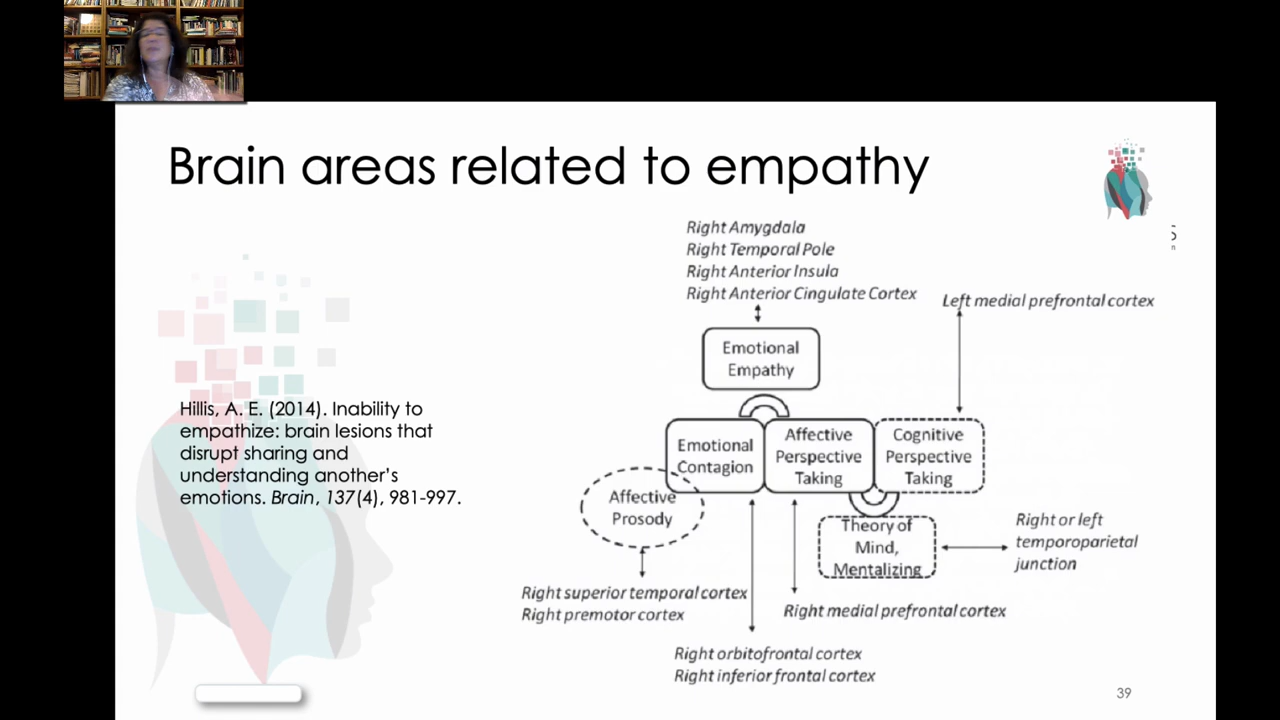 Brain areas related to empathy
Right Amygdala
Right Temporal Pole
Right Anterior Insula
Right Anterior Cingulate Cortex
Left medial prefrontal cortex
Emotional
Empathy
Emotional
Contagion
Affective
Perspective
Taking
Cognitive
Perspective
Taking
Affective
Prosody
Theory of
Mind,
Mentalizing
Right or left
temporoparietal
junction
Right superior temporal cortex
Right premotor cortex
Right medial prefrontal cortex
Right orbitofrontal cortex
Right inferior frontal cortex
Hillis, A. E. (2014). Inability to
empathize: brain lesions that
disrupt sharing and
understanding another’s
emotions. Brain, 137(4), 981-997.
39